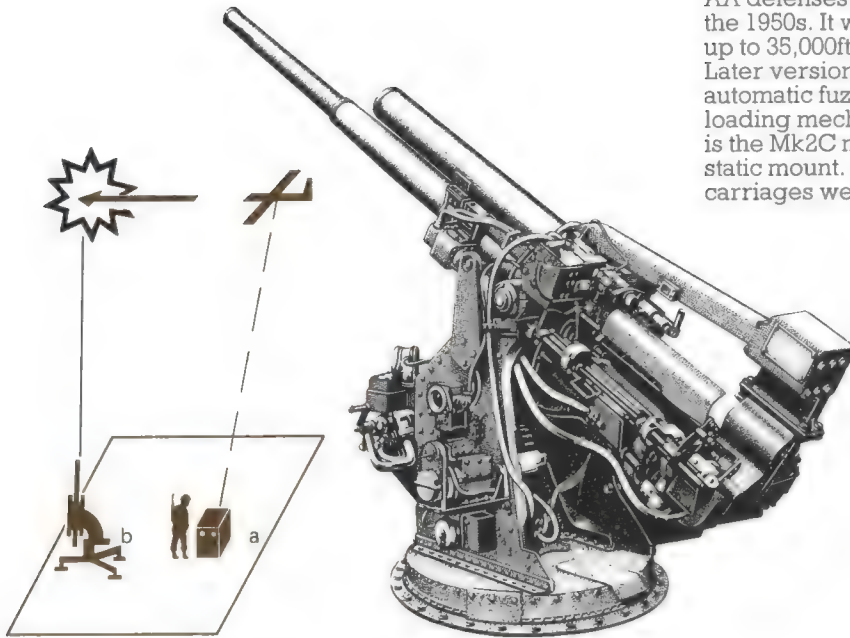 AA defenses
the 1950s. It w
up to 35,000ft
Later version
automatic fuz
loading mech
is the Mk2C m
static mount.
carriages we
b
a